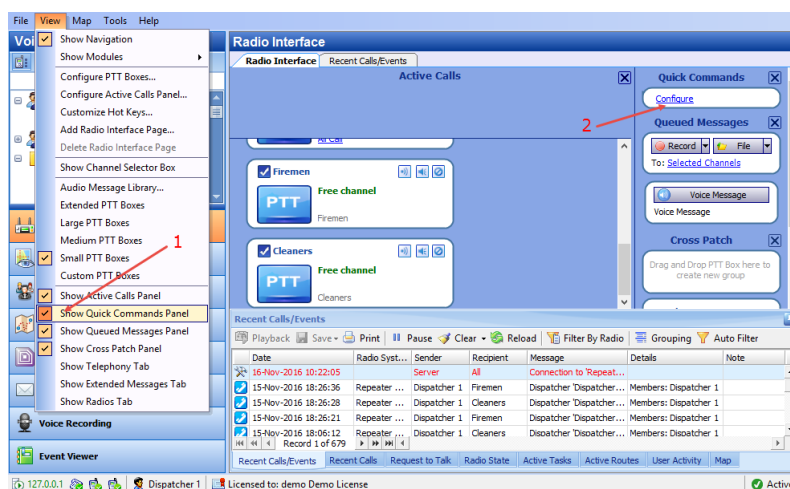 File View Map Tools Help
Voi
Show Navigation
Show Modules
Configure PTT Boxes...
Configure Active Calls Panel...
Customize Hot Keys...
Add Radio Interface Page...
Delete Radio Interface Page
Show Channel Selector Box
Audio Message Library...
Extended PTT Boxes
Large PTT Boxes
Medium PTT Boxes
1
Small PTT Boxes
Custom PTT Boxes
Show Active Calls Panel
Show Quick Commands Panel
Show Queued Messages Panel
Show Cross Patch Panel
Show Telephony Tab
Show Extended Messages Tab
Show Radios Tab
Voice Recording
Event Viewer
Radio Interface
Radio Interface Recent Calls/Events
Active Calls
All Call
Firemen
PTT
Free channel
Firemen
Cleaners
PTT
Free channel
Cleaners
Quick Commands
Configure
2
Queued Messages
Record File
To: Selected Channels
Voice Message
Voice Message
Cross Patch
Drag and Drop PTT Box here to
create new group
Recent Calls/Events
Playback Save Print Pause Clear Reload Filter By Radio Grouping Auto Filter
Date Radio Syst... Sender Recipient Message Details Note
16-Nov-2016 10:22:05 Server All Connection to 'Repeat...
15-Nov-2016 18:26:36 Repeater ... Dispatcher 1 Firemen Dispatcher 'Dispatcher... Members: Dispatcher 1
15-Nov-2016 18:26:28 Repeater ... Dispatcher 1 Cleaners Dispatcher 'Dispatcher... Members: Dispatcher 1
15-Nov-2016 18:26:21 Repeater ... Dispatcher 1 Firemen Dispatcher 'Dispatcher... Members: Dispatcher 1
15-Nov-2016 18:06:12 Repeater ... Dispatcher 1 Cleaners Dispatcher 'Dispatcher... Members: Dispatcher 1
Record 1 of 679
Recent Calls/Events Recent Calls Request to Talk Radio State Active Tasks Active Routes User Activity Map
127.0.0.1 Dispatcher 1 Licensed to: demo Demo License Active